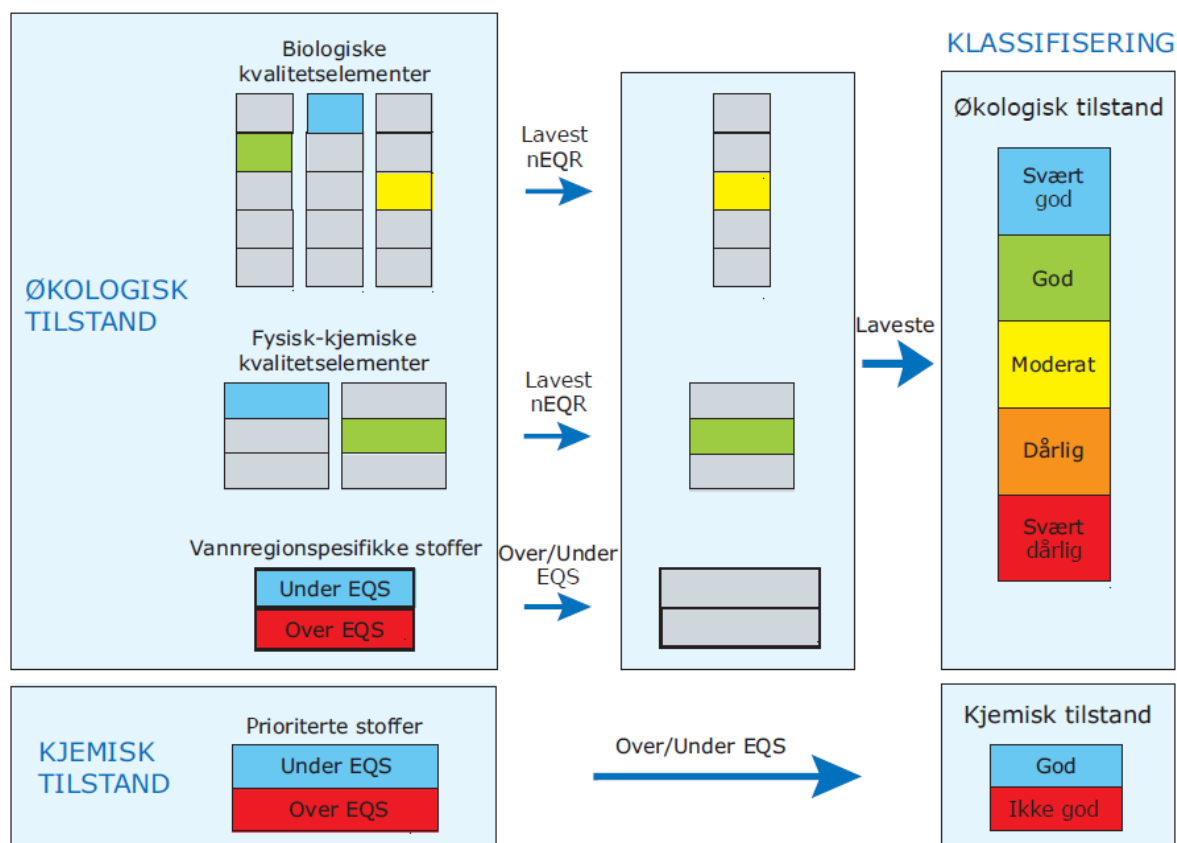 Biologiske
kvalitetselementer
Lavest
nEQR
ØKOLOGISK
TILSTAND
Fysisk-kjemiske
kvalitetselementer
Lavest
nEQR
Vannregionspesifikke stoffer
Under EQS
Over EQS
Over/Under
EQS
Laveste
KLASSIFISERING
Økologisk tilstand
Svært
god
God
Moderat
Dårlig
Svært
dårlig
KJEMISK
TILSTAND
Prioriterte stoffer
Under EQS
Over EQS
Over/Under EQS
Kjemisk tilstand
God
Ikke god